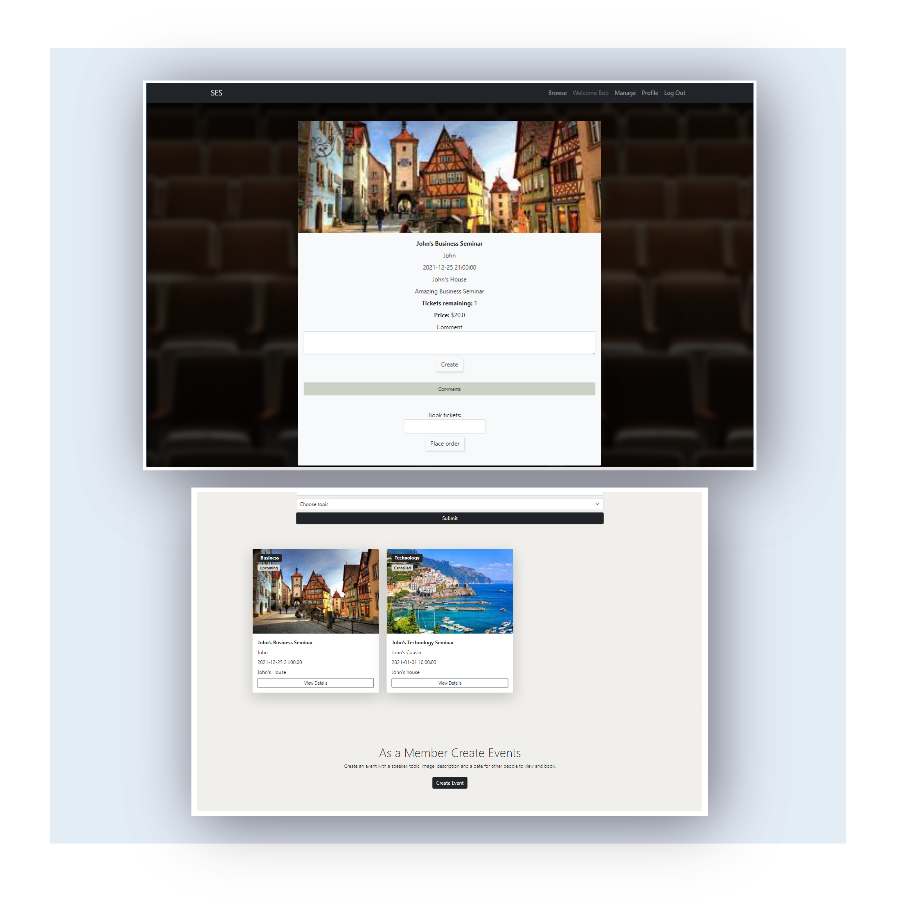 SES
Browse Welcome Bob Manage Profile Log Out
John's Business Seminar
John
2021-12-25 21:00:00
John's House
Amazing Business Seminar
Tickets remaining: 1
Price: $20.0
Comment
Create
Comments
Book tickets:
Place order
Choose topic
Submit
Business
Upcoming
John's Business Seminar
John
2021-12-25 21:00:00
John's House
View Details
Technology
Cancelled
John's Technology Seminar
John's Cousin
2021-01-01 10:00:00
John's house
View Details
As a Member Create Events
Create an event with a speaker, topic, image, description and a date for other people to view and book.
Create Event